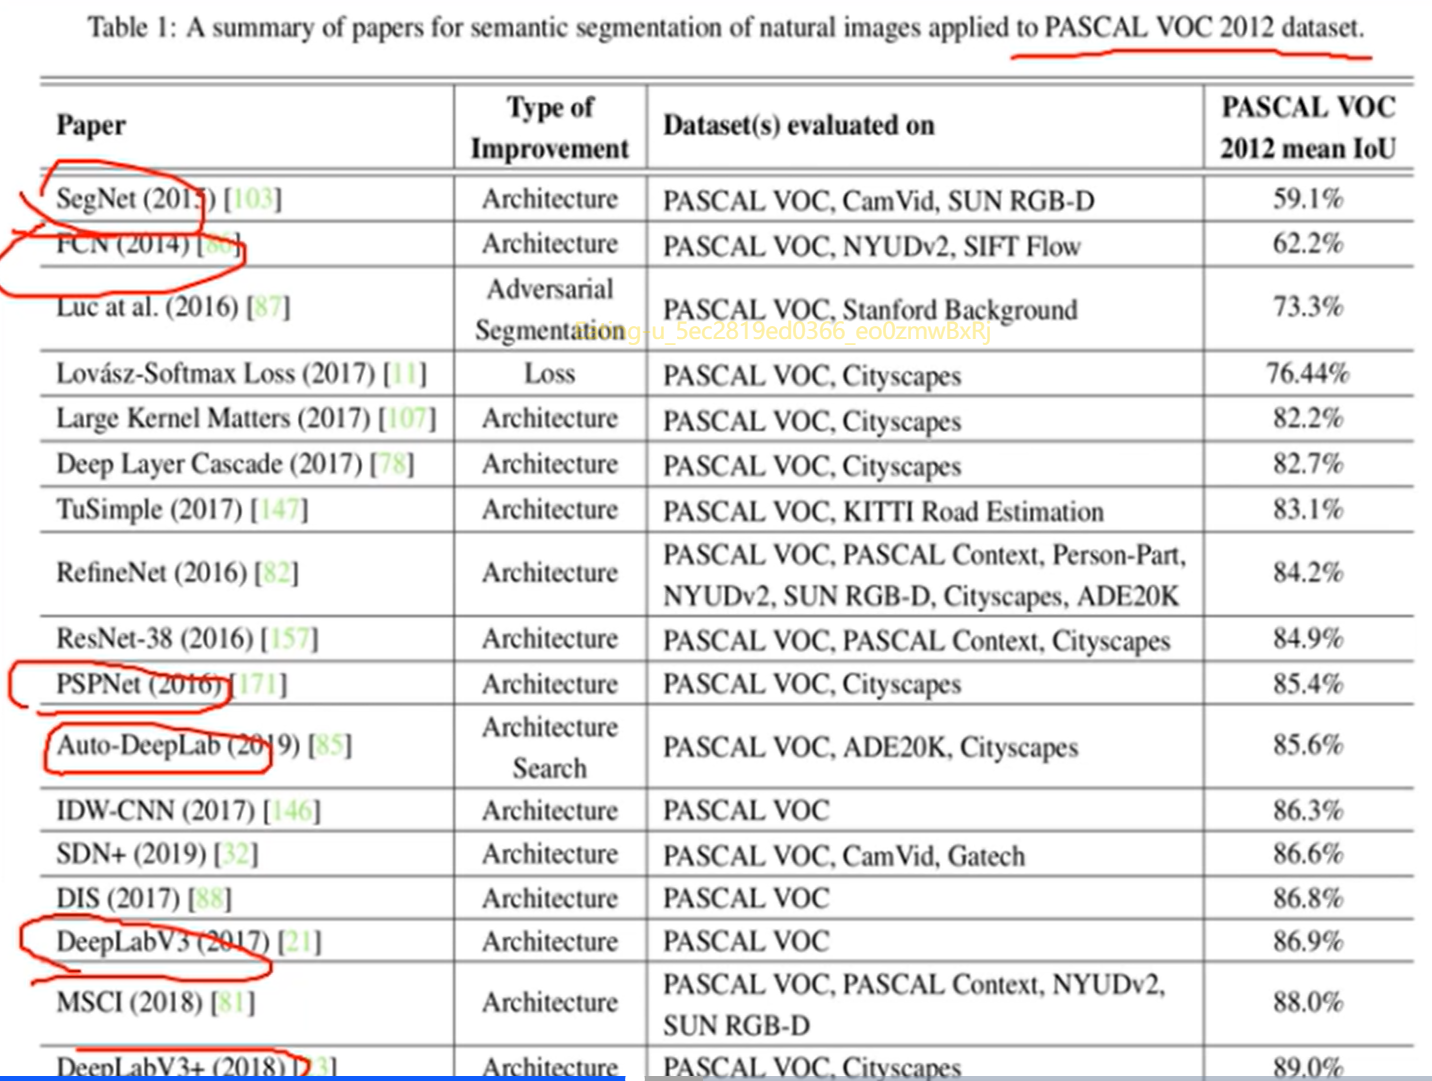 Table 1: A summary of papers for semantic segmentation of natural images applied to PASCAL VOC 2012 dataset.
Paper Type of Improvement Dataset(s) evaluated on PASCAL VOC 2012 mean IoU
SegNet (2015) [103] Architecture PASCAL VOC, CamVid, SUN RGB-D 59.1%
FCN (2014) [86] Architecture PASCAL VOC, NYUDv2, SIFT Flow 62.2%
Luc at al. (2016) [87] Adversarial Segmentation PASCAL VOC, Stanford Background 73.3%
Lovász-Softmax Loss (2017) [11] Loss PASCAL VOC, Cityscapes 76.44%
Large Kernel Matters (2017) [107] Architecture PASCAL VOC, Cityscapes 82.2%
Deep Layer Cascade (2017) [78] Architecture PASCAL VOC, Cityscapes 82.7%
TuSimple (2017) [147] Architecture PASCAL VOC, KITTI Road Estimation 83.1%
RefineNet (2016) [82] Architecture PASCAL VOC, PASCAL Context, Person-Part, NYUDv2, SUN RGB-D, Cityscapes, ADE20K 84.2%
ResNet-38 (2016) [157] Architecture PASCAL VOC, PASCAL Context, Cityscapes 84.9%
PSPNet (2016) [171] Architecture PASCAL VOC, Cityscapes 85.4%
Auto-DeepLab (2019) [85] Architecture Search PASCAL VOC, ADE20K, Cityscapes 85.6%
IDW-CNN (2017) [146] Architecture PASCAL VOC 86.3%
SDN+ (2019) [32] Architecture PASCAL VOC, CamVid, Gatech 86.6%
DIS (2017) [88] Architecture PASCAL VOC 86.8%
DeepLabV3 (2017) [21] Architecture PASCAL VOC 86.9%
MSCI (2018) [81] Architecture PASCAL VOC, PASCAL Context, NYUDv2, SUN RGB-D 88.0%
DeepLabV3+ (2018) Architecture PASCAL VOC, Cityscapes 89.0%